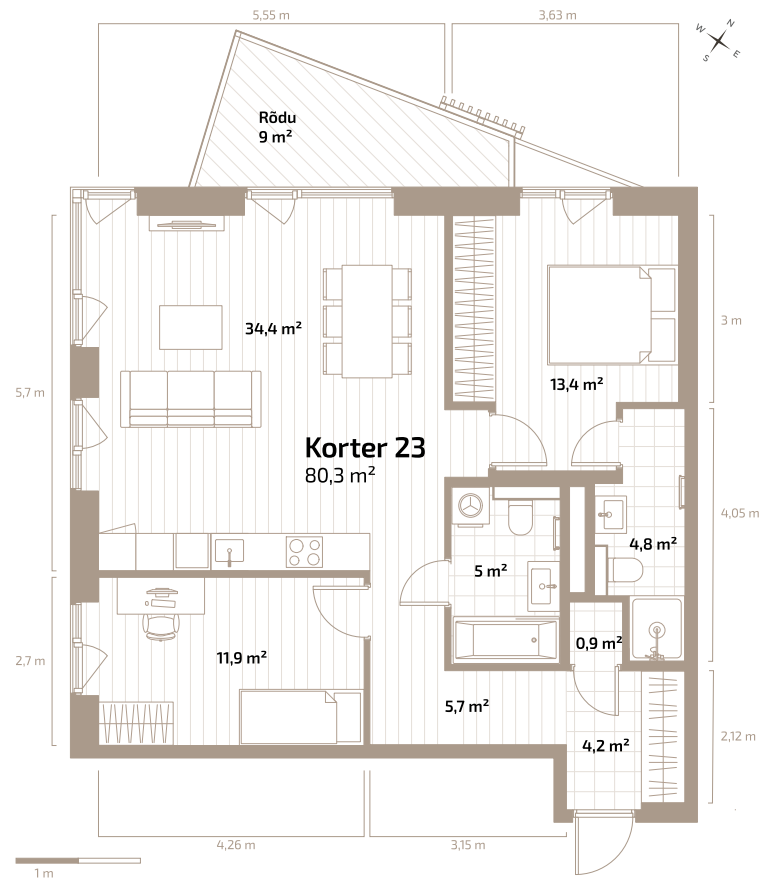 5,55 m
3,63 m
N
W
E
S
Rõdu
9 m²
34,4 m²
3 m
13,4 m²
5,7 m
Korter 23
80,3 m²
4,05 m
4,8 m²
5 m²
0,9 m²
11,9 m²
2,7 m
5,7 m²
4,2 m²
2,12 m
4,26 m
3,15 m
1 m